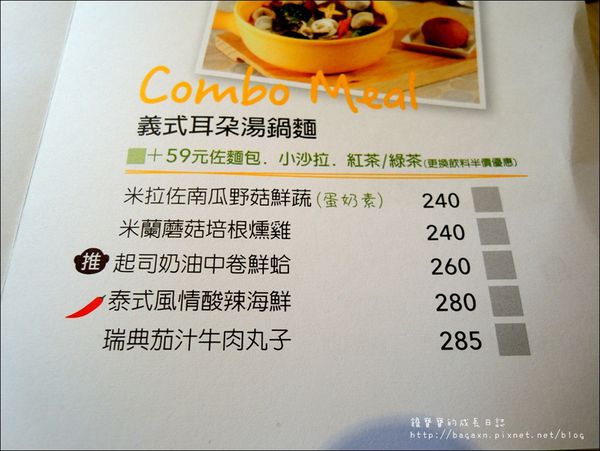 Combo Meal
義式耳朶湯鍋麵
＋59元佐麵包．小沙拉．紅茶/綠茶(更換飲料半價優惠)
米拉佐南瓜野菇鮮蔬(蛋奶素) 240
米蘭蘑菇培根燻雞 240
推 起司奶油中卷鮮蛤 260
泰式風情酸辣海鮮 280
瑞典茄汁牛肉丸子 285
鐘寶寶的成長日誌
http://bagaxn.pixnet.net/blog